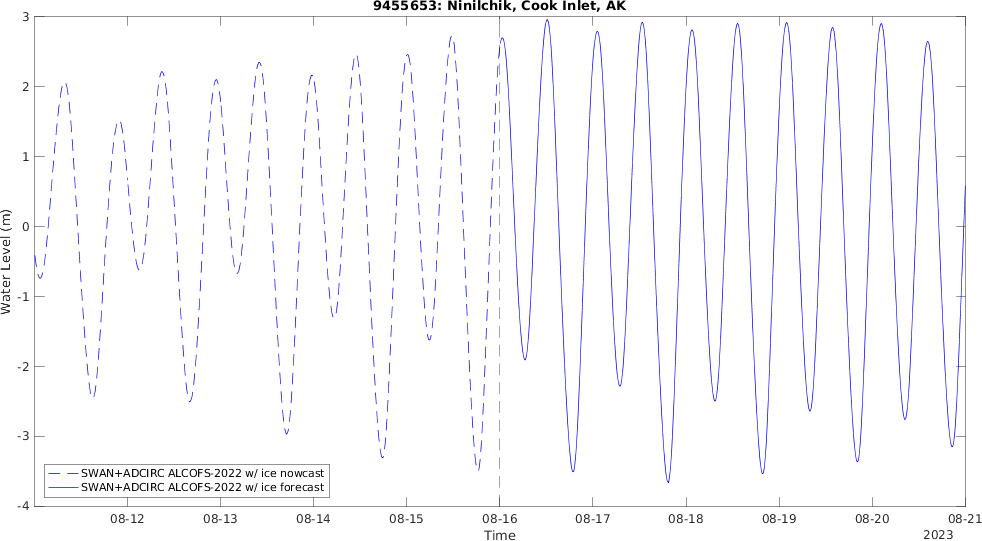 9455653: Ninilchik, Cook Inlet, AK
3
2
1
0
-1
-2
-3
-4
Water Level (m)
SWAN+ADCIRC ALCOFS-2022 w/ ice nowcast
SWAN+ADCIRC ALCOFS-2022 w/ ice forecast
08-12 08-13 08-14 08-15 08-16 08-17 08-18 08-19 08-20 08-21
Time
2023